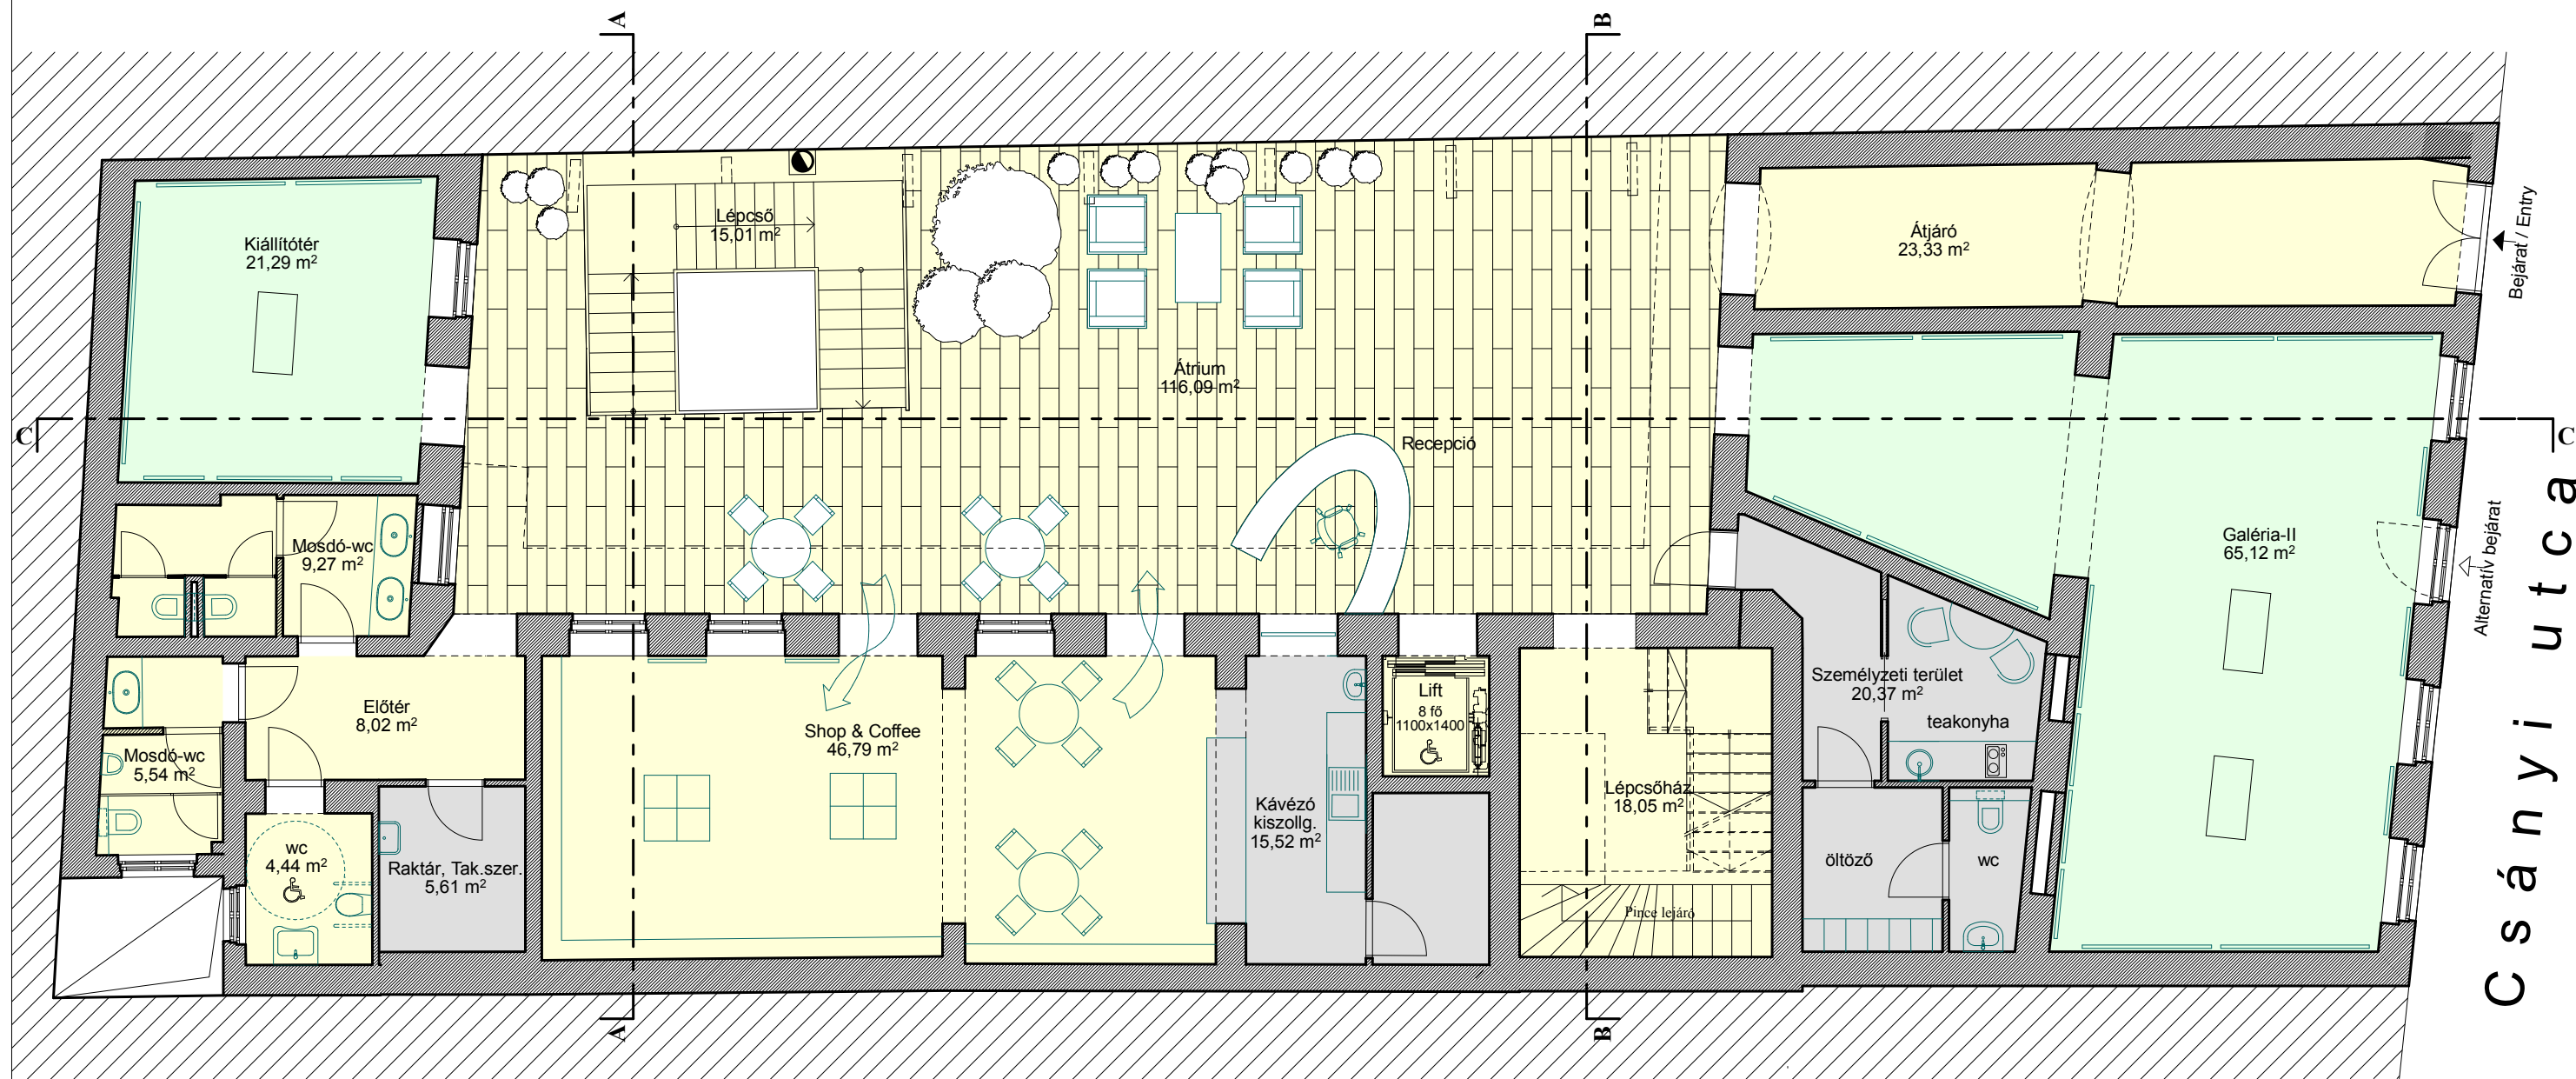 A
B
Kiállítótér
21,29 m²
Lépcső
15,01 m²
Átjáró
23,33 m²
Bejárat / Entry
Átrium
116,09 m²
C
Recepció
C
Mosdó-wc
9,27 m²
Galéria-II
65,12 m²
Alternatív bejárat
Csányi utca
Előtér
8,02 m²
Shop & Coffee
46,79 m²
Lift
8 fő
1100x1400
Személyzeti terület
20,37 m²
teakonyha
Mosdó-wc
5,54 m²
wc
4,44 m²
Raktár, Tak.szer.
5,61 m²
Kávézó
kiszollg.
15,52 m²
Lépcsőház
18,05 m²
öltöző
wc
Pince lejáró
A
B